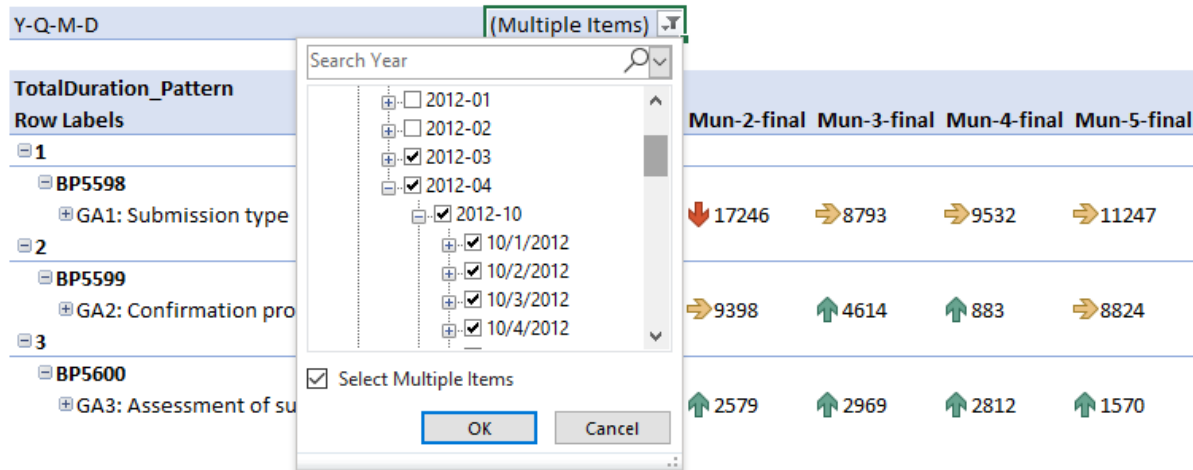 Y-Q-M-D (Multiple Items)
Search Year
TotalDuration_Pattern
Row Labels Mun-2-final Mun-3-final Mun-4-final Mun-5-final
2012-01
2012-02
2012-03
2012-04
2012-10
10/1/2012
10/2/2012
10/3/2012
10/4/2012
Select Multiple Items
OK Cancel
1
BP5598
GA1: Submission type 17246 8793 9532 11247
2
BP5599
GA2: Confirmation pro 9398 4614 883 8824
3
BP5600
GA3: Assessment of su 2579 2969 2812 1570